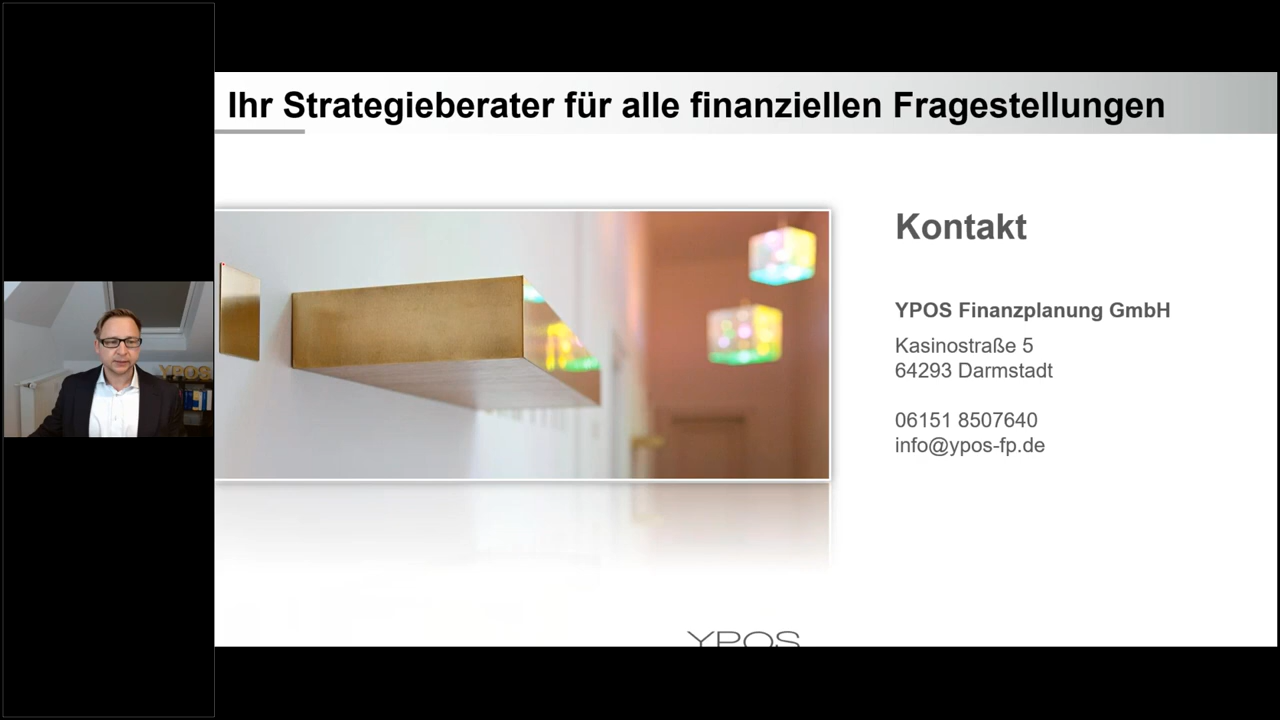 Ihr Strategieberater für alle finanziellen Fragestellungen
Kontakt
YPOS Finanzplanung GmbH
Kasinostraße 5
64293 Darmstadt
06151 8507640
info@ypos-fp.de
YPOS
YPOS